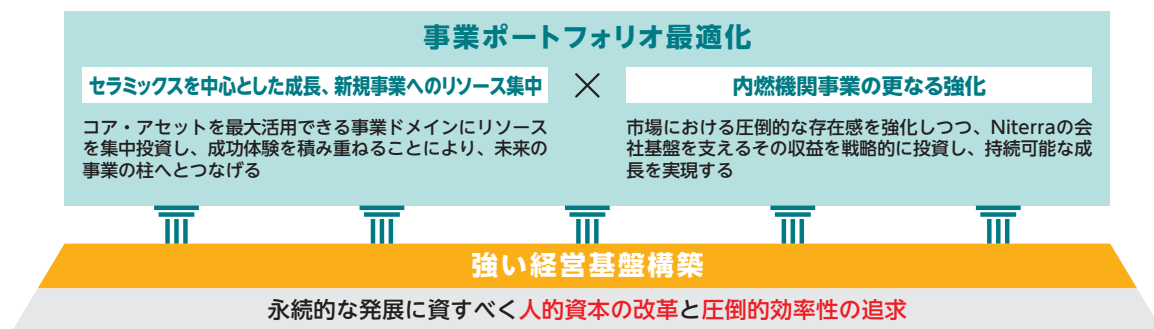 事業ポートフォリオ最適化
セラミックスを中心とした成長、新規事業へのリソース集中
×
内燃機関事業の更なる強化
コア・アセットを最大活用できる事業ドメインにリソース
を集中投資し、成功体験を積み重ねることにより、未来の
事業の柱へとつなげる
市場における圧倒的な存在感を強化しつつ、Niterraの会
社基盤を支えるその収益を戦略的に投資し、持続可能な成
長を実現する
強い経営基盤構築
永続的な発展に資すべく人的資本の改革と圧倒的効率性の追求